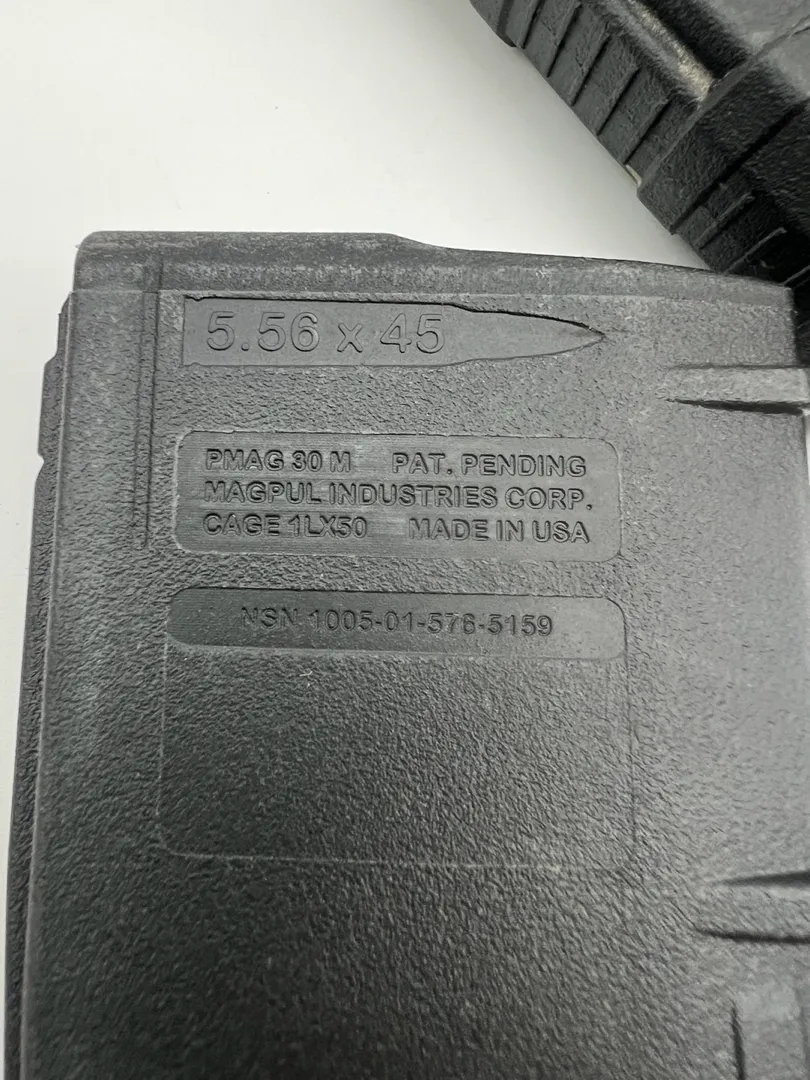 5.56 x 45
PMAG 30 M PAT. PENDING
MAGPUL INDUSTRIES CORP.
CAGE 1LX50 MADE IN USA
NSN 1005-01-576-5159